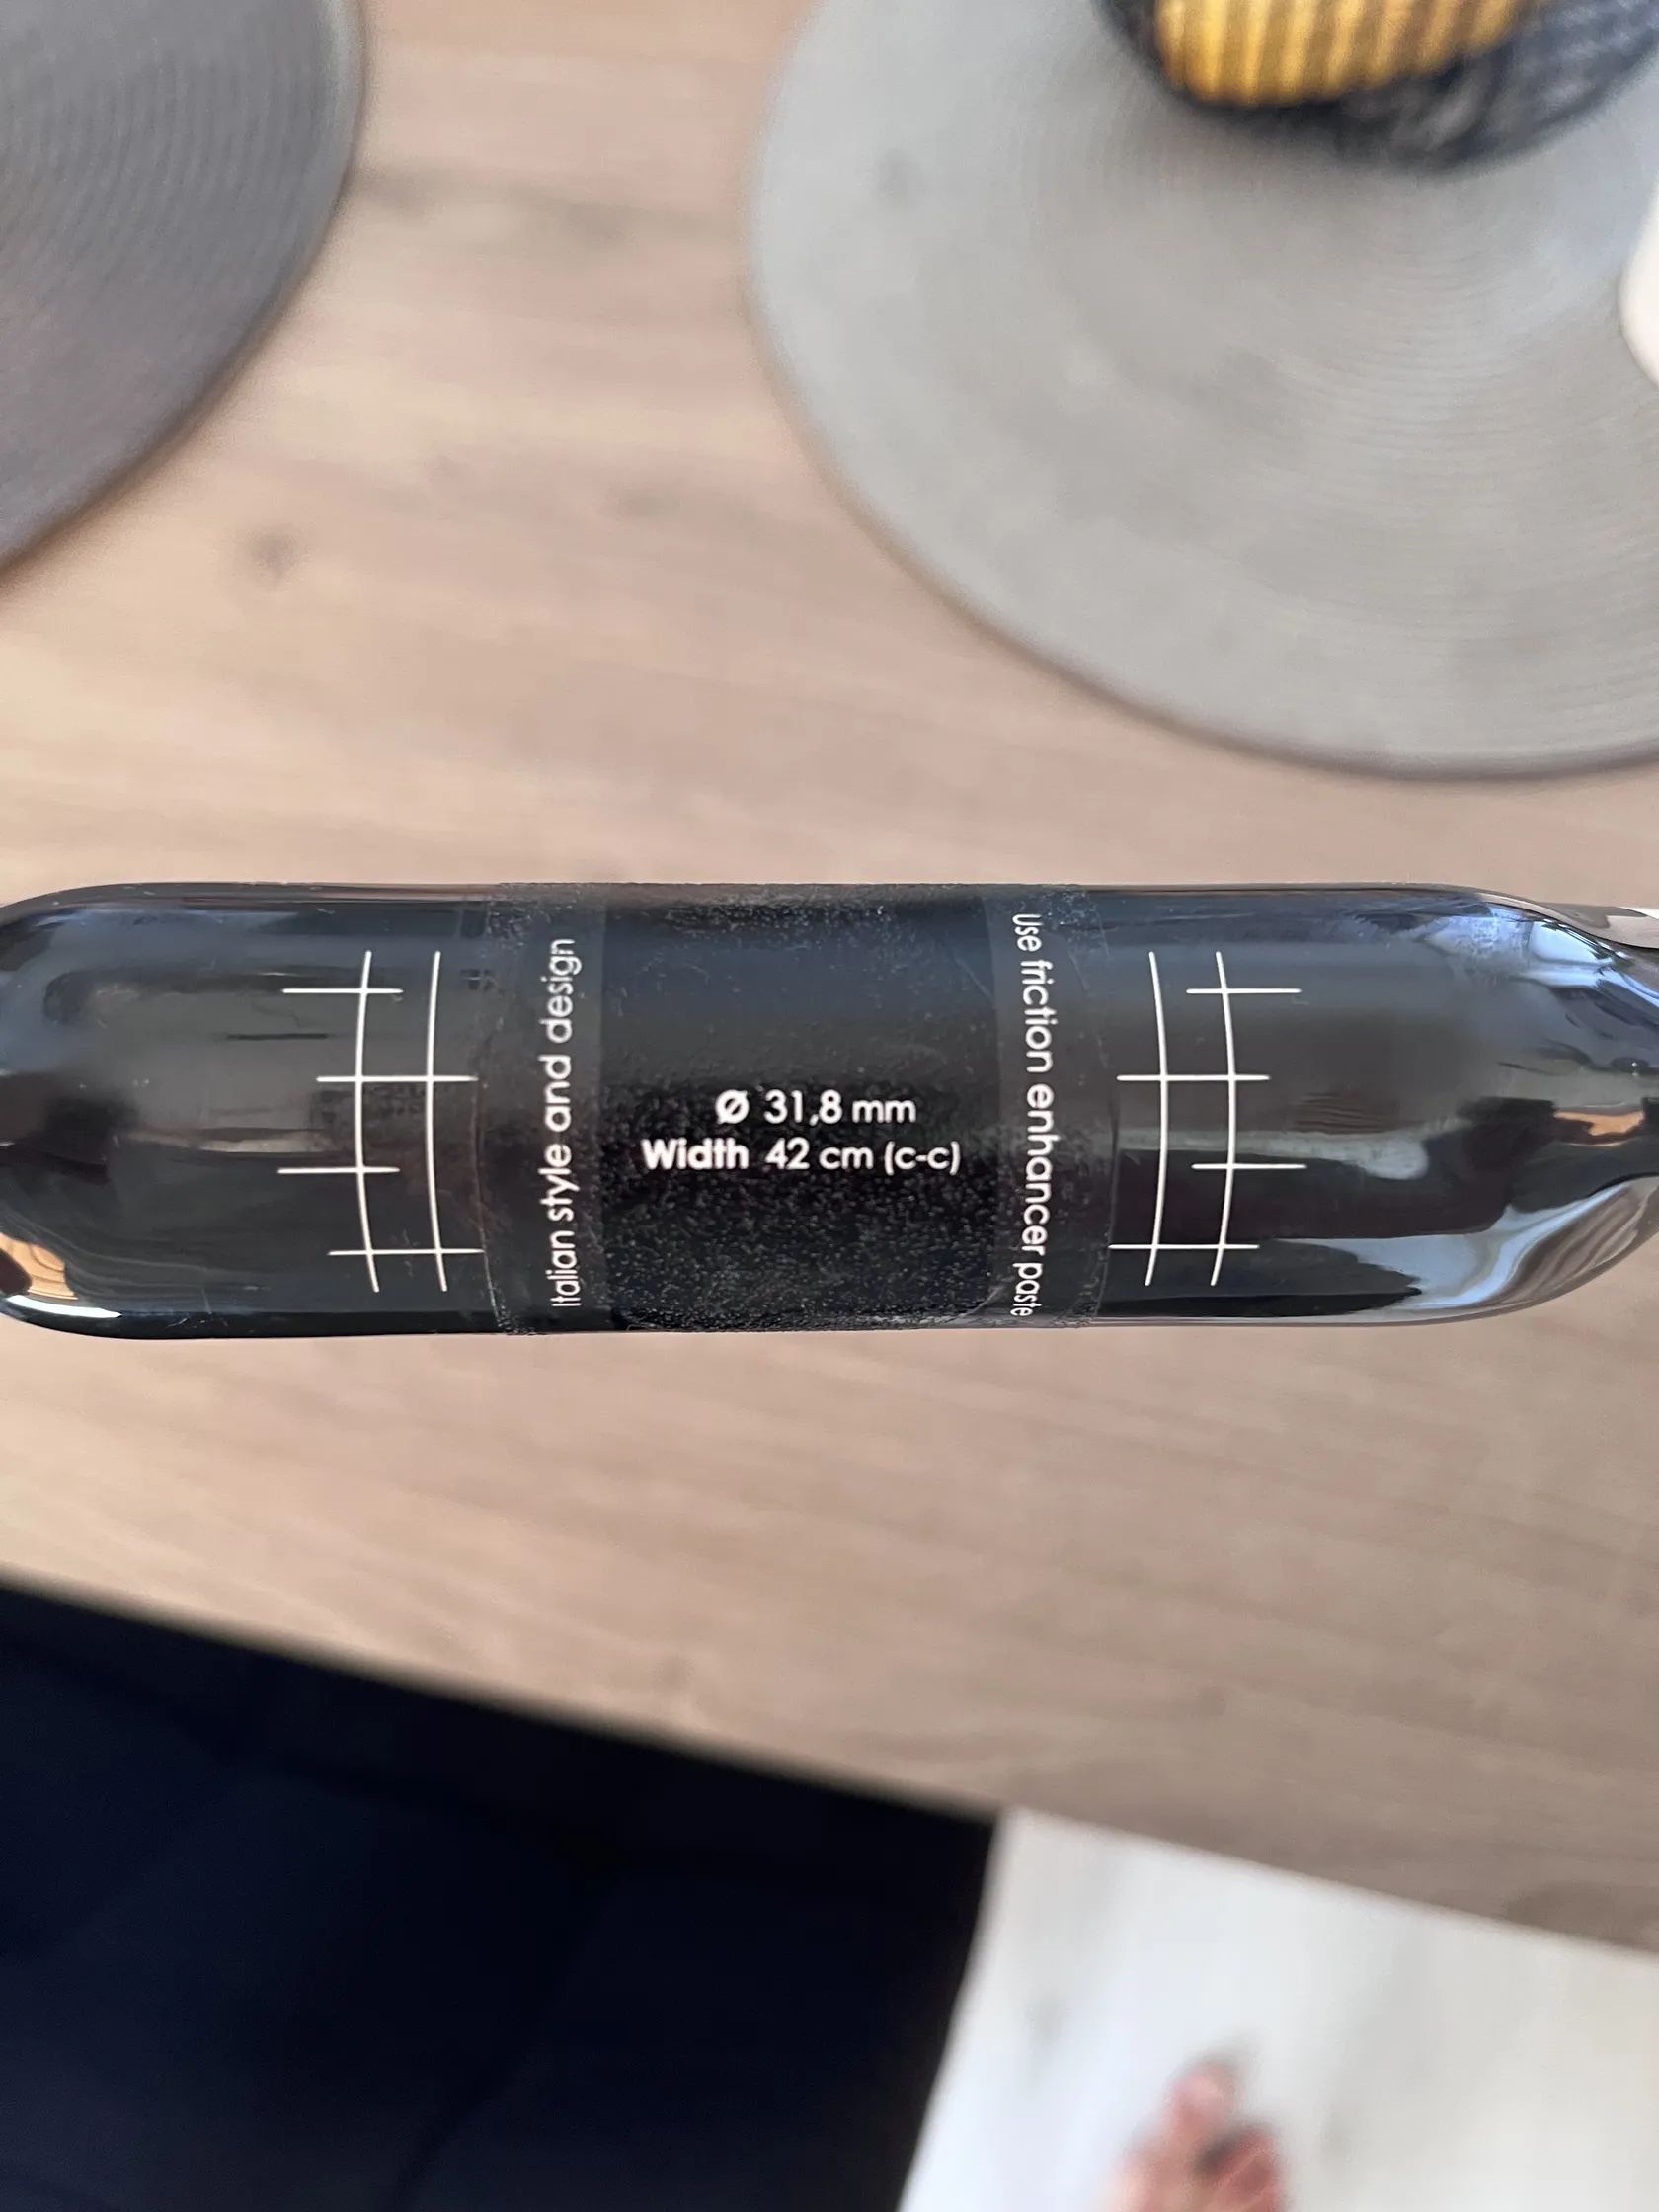 Italian style and design
Ø 31,8 mm
Width 42 cm (c-c)
Use friction enhancer paste